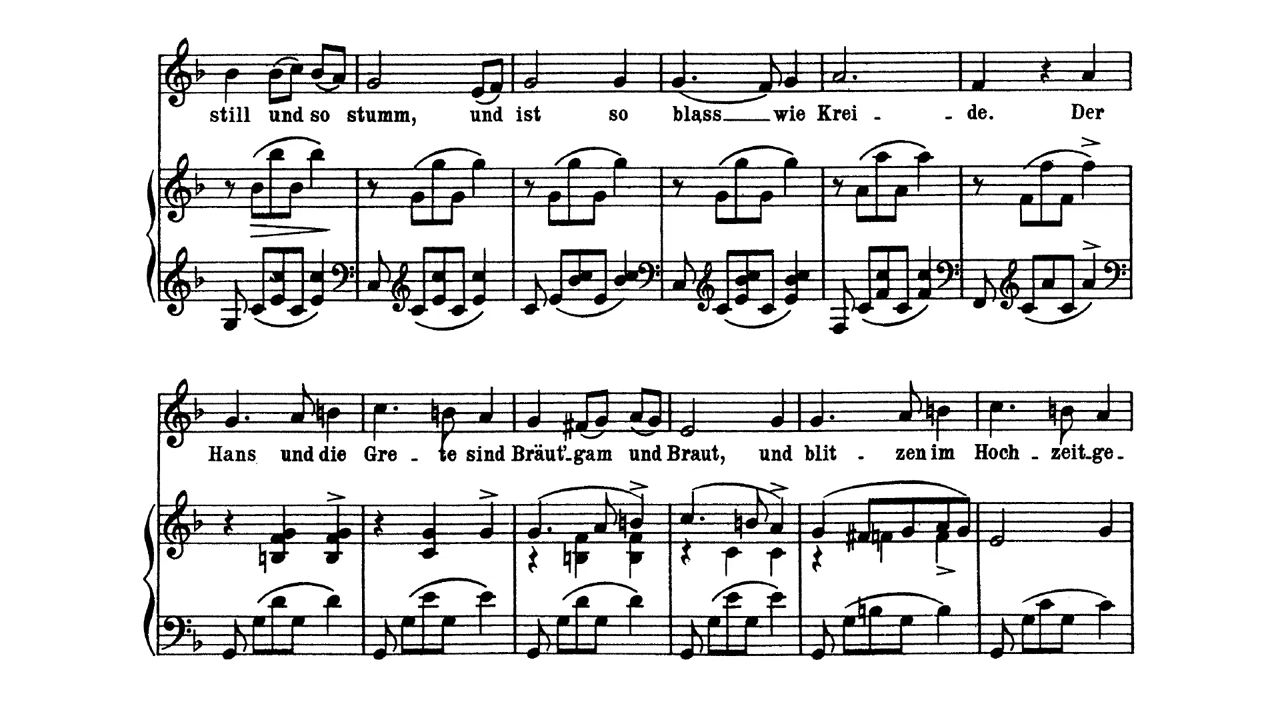 still und so stumm, und ist so blass wie Krei - - de. Der
Hans und die Gre - te sind Bräut'-gam und Braut, und blit - zen im Hoch - zeit-ge-